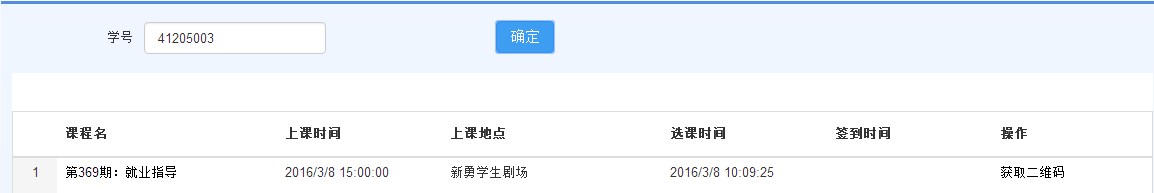 学号 41205003 确定
课程名 上课时间 上课地点 选课时间 签到时间 操作
1 第369期：就业指导 2016/3/8 15:00:00 新勇学生剧场 2016/3/8 10:09:25 获取二维码